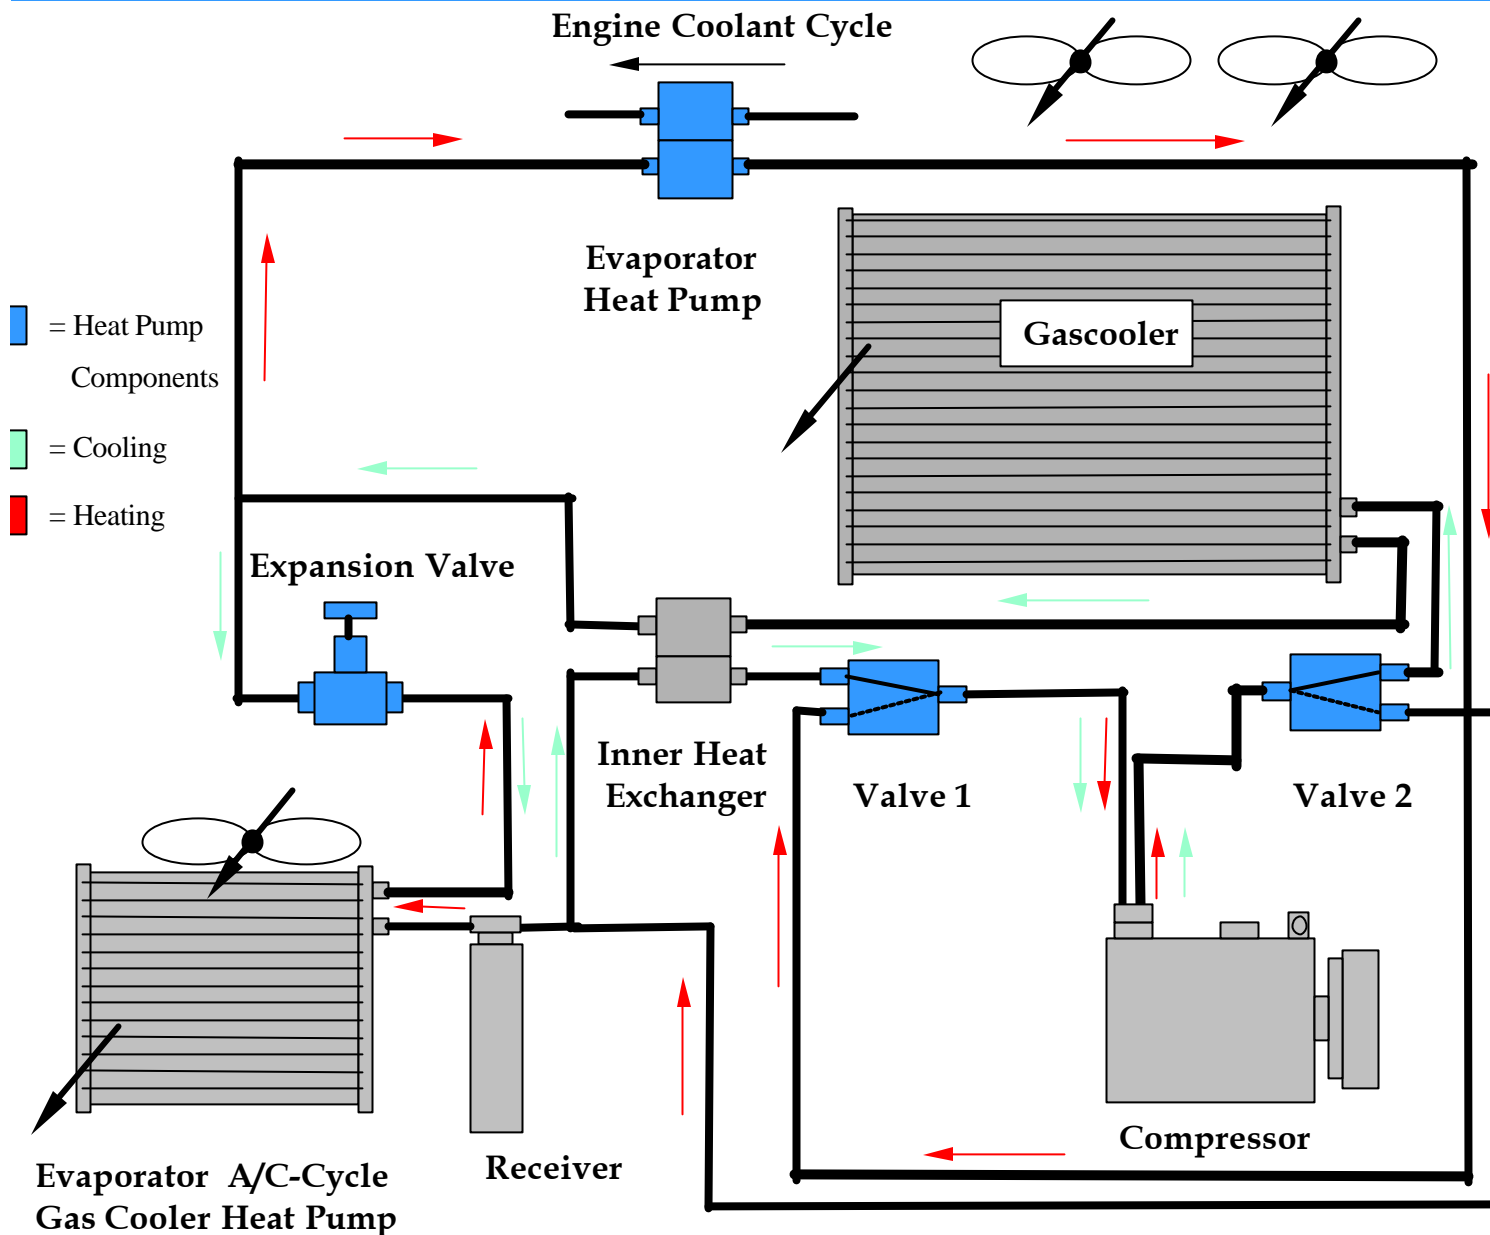 Engine Coolant Cycle
Evaporator
Heat Pump
Gascooler
= Heat Pump
Components
= Cooling
= Heating
Expansion Valve
Inner Heat
Exchanger
Valve 1
Valve 2
Compressor
Receiver
Evaporator A/C-Cycle
Gas Cooler Heat Pump